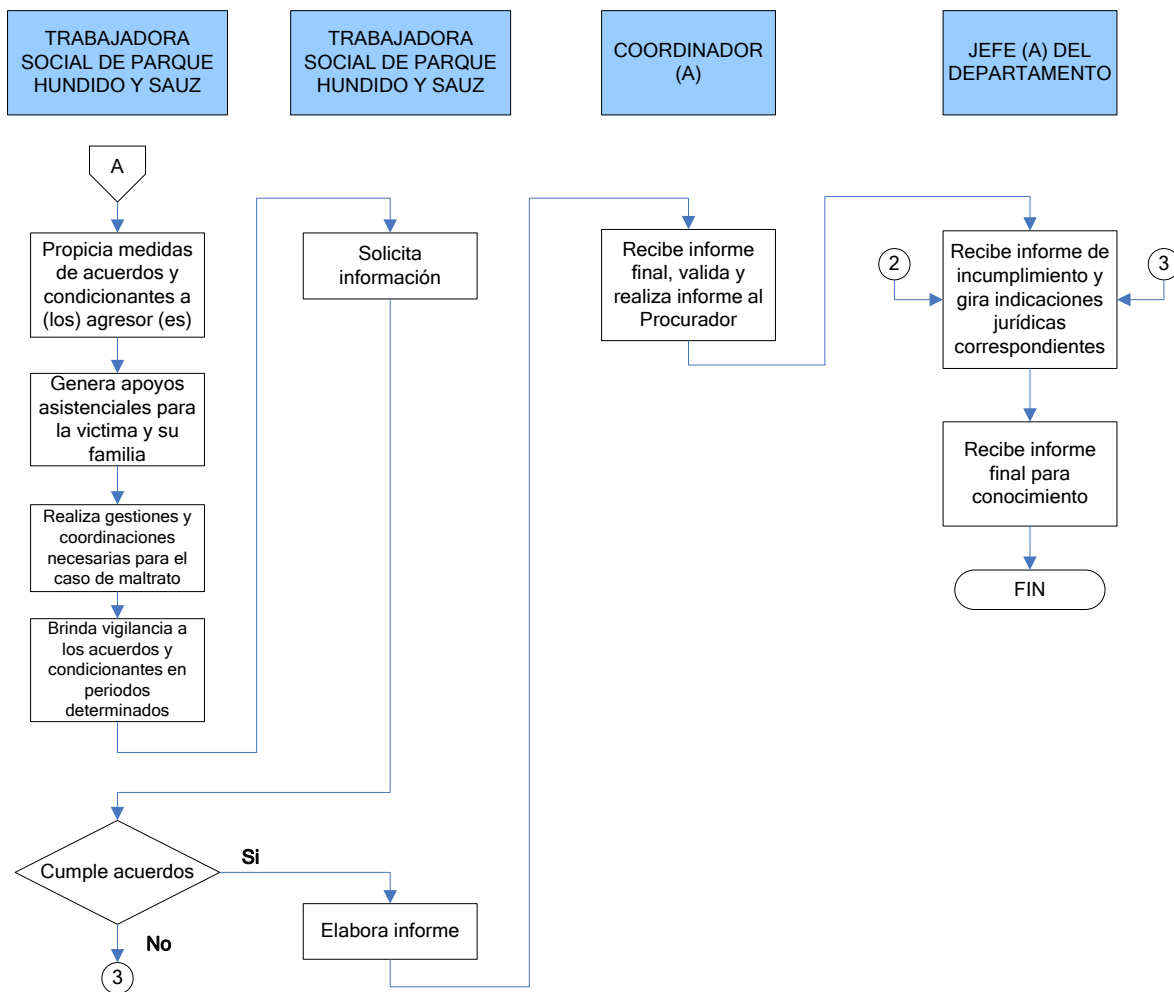 TRABAJADORA
SOCIAL DE PARQUE
HUNDIDO Y SAUZ
TRABAJADORA
SOCIAL DE PARQUE
HUNDIDO Y SAUZ
COORDINADOR
(A)
JEFE (A) DEL
DEPARTAMENTO
A
Propicia medidas
de acuerdos y
condicionantes a
(los) agresor (es)
Solicita
información
Recibe informe
final, valida y
realiza informe al
Procurador
2
Recibe informe de
incumplimiento y
gira indicaciones
jurídicas
correspondientes
3
Genera apoyos
asistenciales para
la victima y su
familia
Recibe informe
final para
conocimiento
Realiza gestiones y
coordinaciones
necesarias para el
caso de maltrato
FIN
Brinda vigilancia a
los acuerdos y
condicionantes en
periodos
determinados
Cumple acuerdos
Si
Elabora informe
No
3